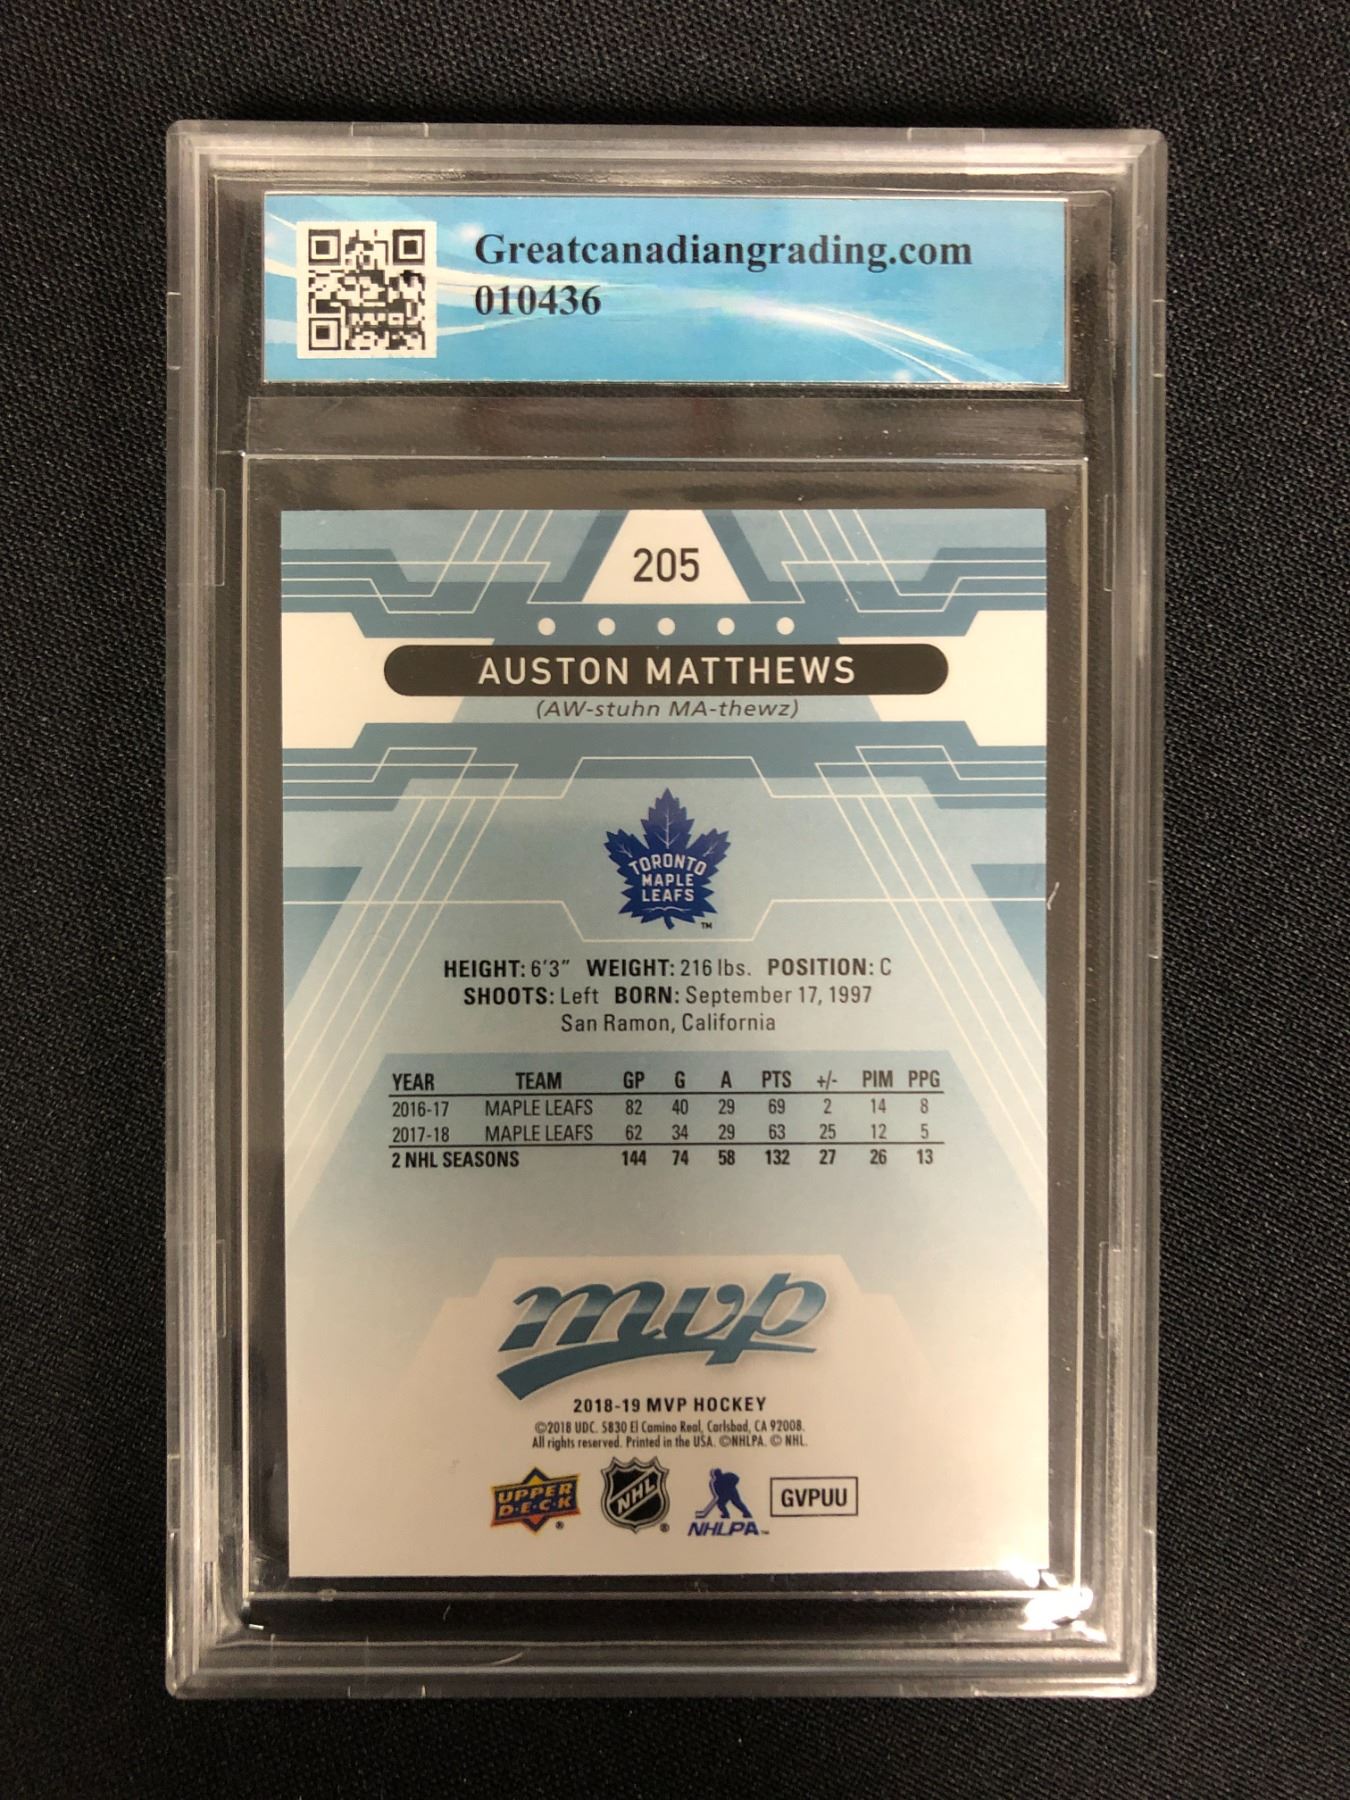 Greatcanadiangrading.com
010436
205
AUSTON MATTHEWS
(AW-stuhn MA-thewz)
TORONTO
MAPLE
LEAFS
TM
HEIGHT: 6'3" WEIGHT: 216 lbs. POSITION: C
SHOOTS: Left BORN: September 17, 1997
San Ramon, California
YEAR TEAM GP G A PTS +/- PIM PPG
2016-17 MAPLE LEAFS 82 40 29 69 2 14 8
2017-18 MAPLE LEAFS 62 34 29 63 25 12 5
2 NHL SEASONS 144 74 58 132 27 26 13
mvp
2018-19 MVP HOCKEY
©2018 UDC. 5830 El Camino Real, Carlsbad, CA 92008.
All rights reserved. Printed in the USA. ©NHLPA. © NHL.
UPPER
D·E·C·K ®
NHL ®
NHLPA™
GVPUU